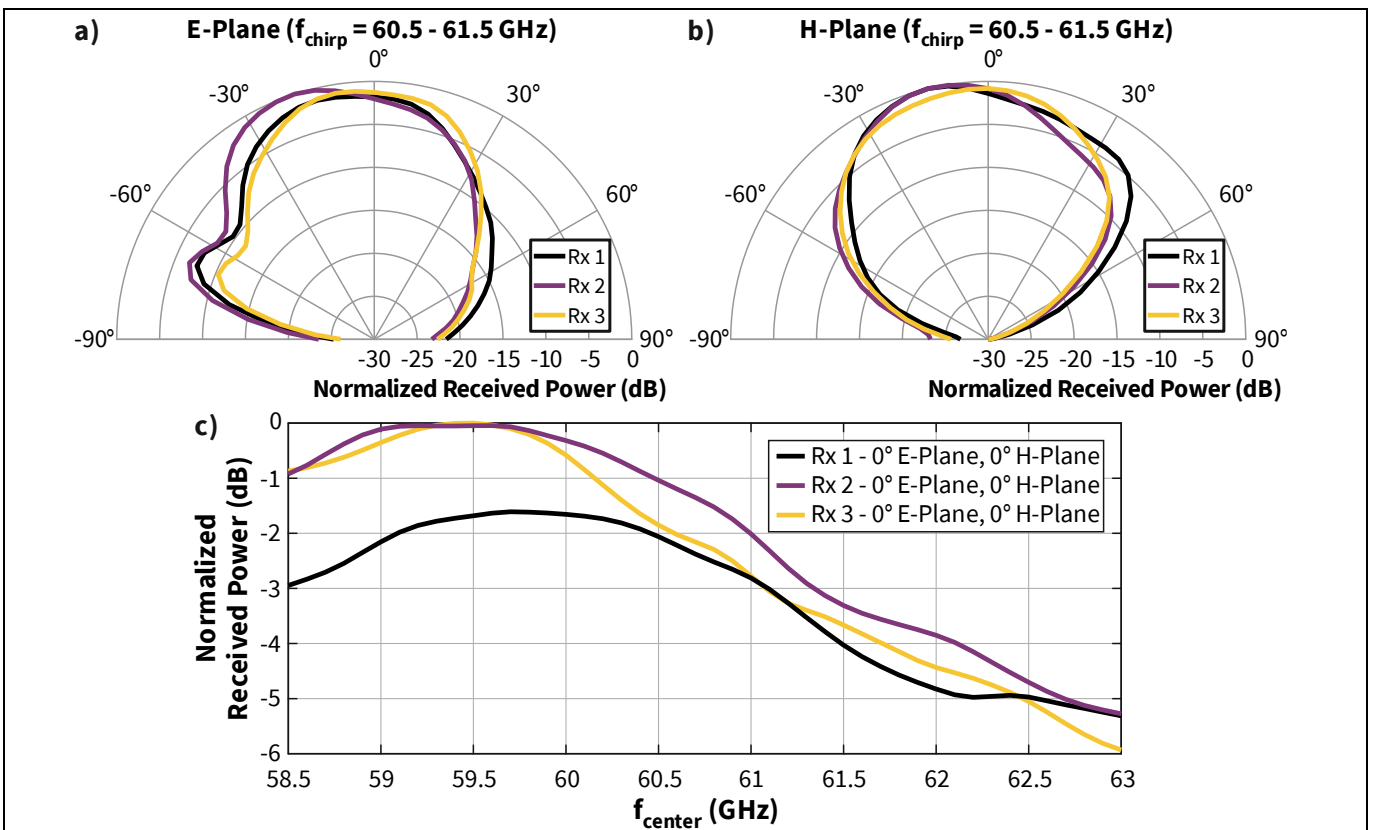 a) E-Plane (fchirp = 60.5 - 61.5 GHz)
0°
-30° 30°
-60° 60°
Rx 1
Rx 2
Rx 3
-90° 90°
-30 -25 -20 -15 -10 -5 0
Normalized Received Power (dB)
b) H-Plane (fchirp = 60.5 - 61.5 GHz)
0°
-30° 30°
-60° 60°
Rx 1
Rx 2
Rx 3
-90° 90°
-30 -25 -20 -15 -10 -5 0
Normalized Received Power (dB)
c)
Normalized
Received Power (dB)
0
-1
-2
-3
-4
-5
-6
Rx 1 - 0° E-Plane, 0° H-Plane
Rx 2 - 0° E-Plane, 0° H-Plane
Rx 3 - 0° E-Plane, 0° H-Plane
58.5 59 59.5 60 60.5 61 61.5 62 62.5 63
fcenter (GHz)